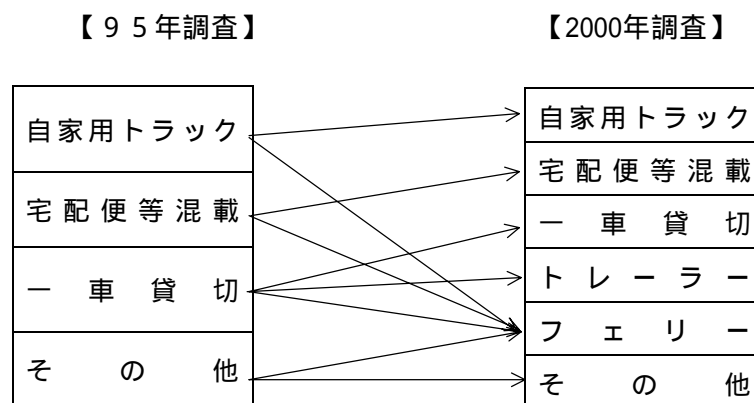 【95年調査】
【2000年調査】
自家用トラック
宅配便等混載
一車貸切
その他
自家用トラック
宅配便等混載
一車貸切
トレーラー
フェリー
その他